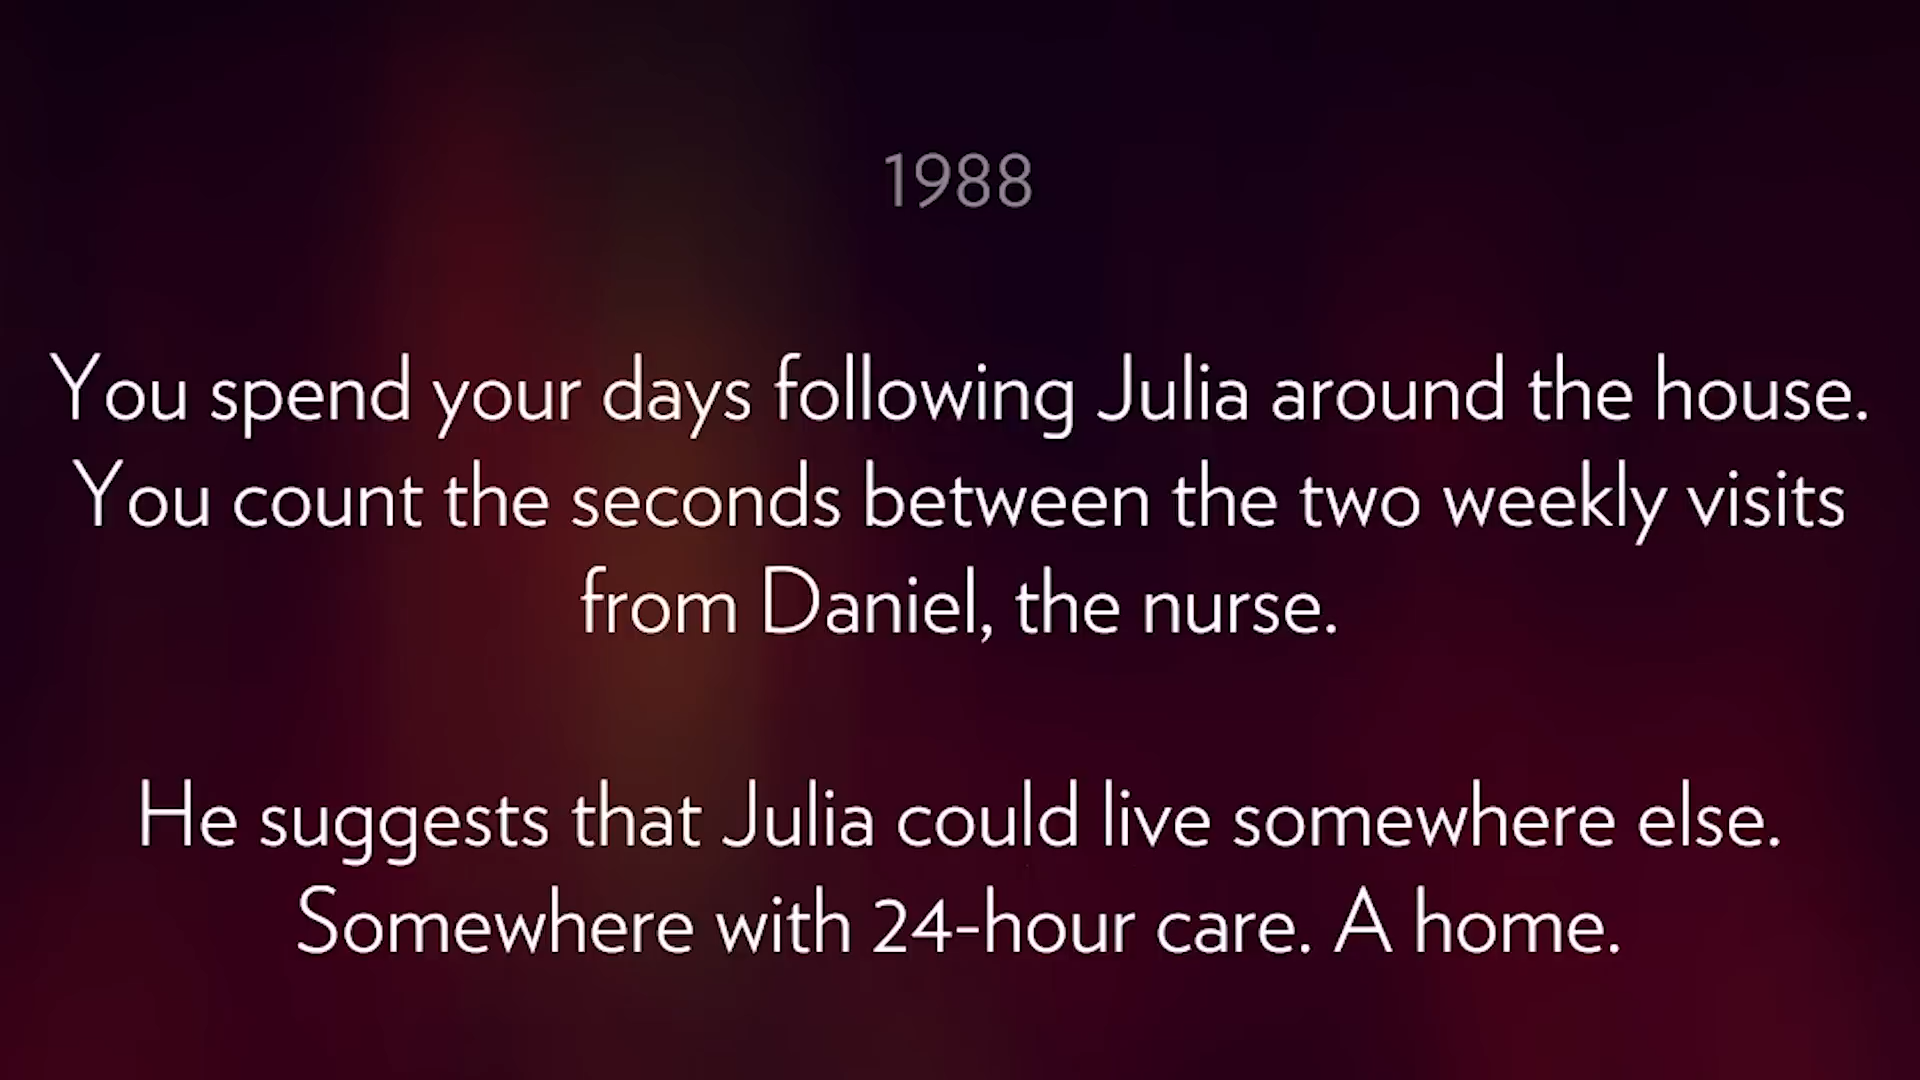 1988
You spend your days following Julia around the house.
You count the seconds between the two weekly visits
from Daniel, the nurse.
He suggests that Julia could live somewhere else.
Somewhere with 24-hour care. A home.